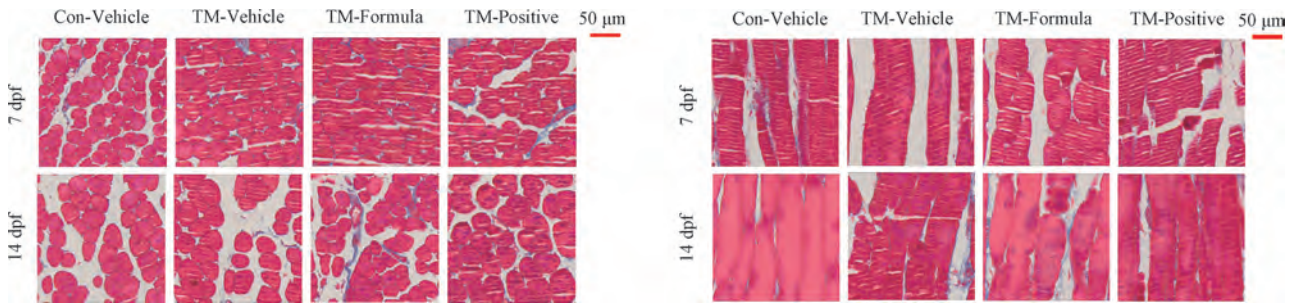 Con-Vehicle TM-Vehicle TM-Formula TM-Positive 50 μm
7 dpf
14 dpf
Con-Vehicle TM-Vehicle TM-Formula TM-Positive 50 μm
7 dpf
14 dpf